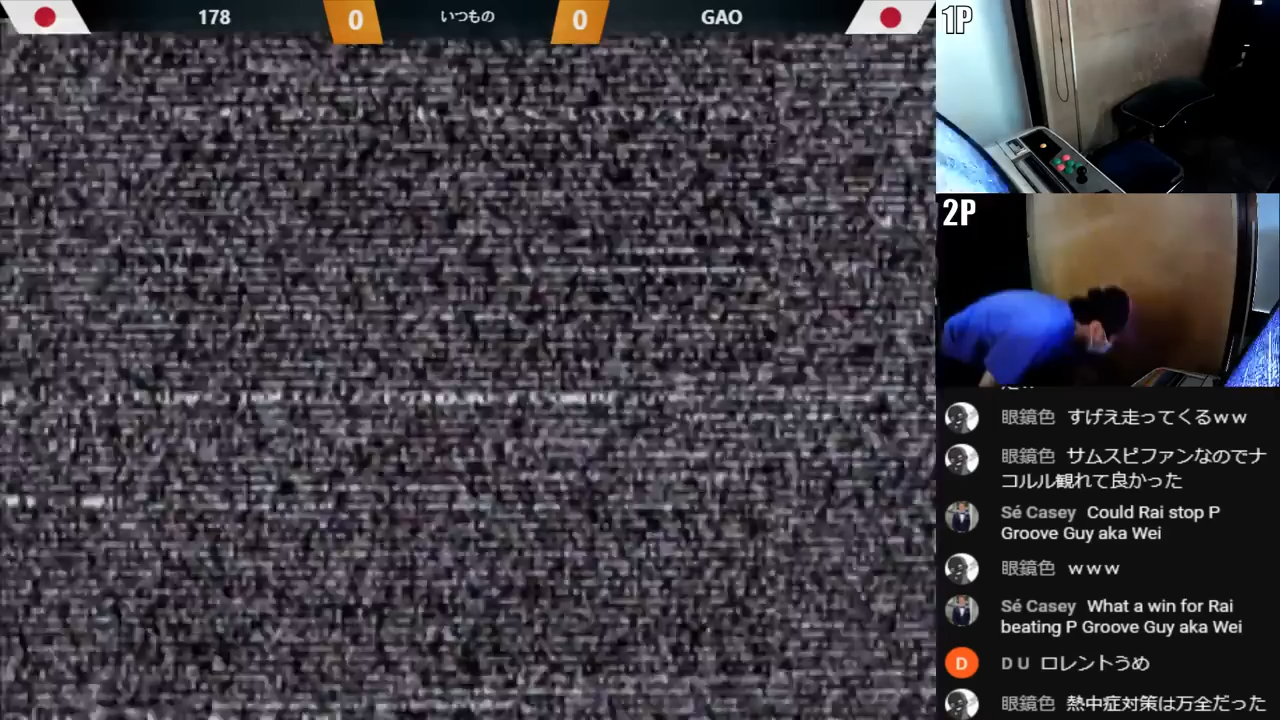 178
0
いつもの
0
GAO
1P
2P
眼鏡色 すげえ走ってくるｗｗ
眼鏡色 サムスピファンなのでナ
コルル観れて良かった
Sé Casey Could Rai stop P
Groove Guy aka Wei
眼鏡色 ｗｗｗ
Sé Casey What a win for Rai
beating P Groove Guy aka Wei
D
D U ロレントうめ
眼鏡色 熱中症対策は万全だった